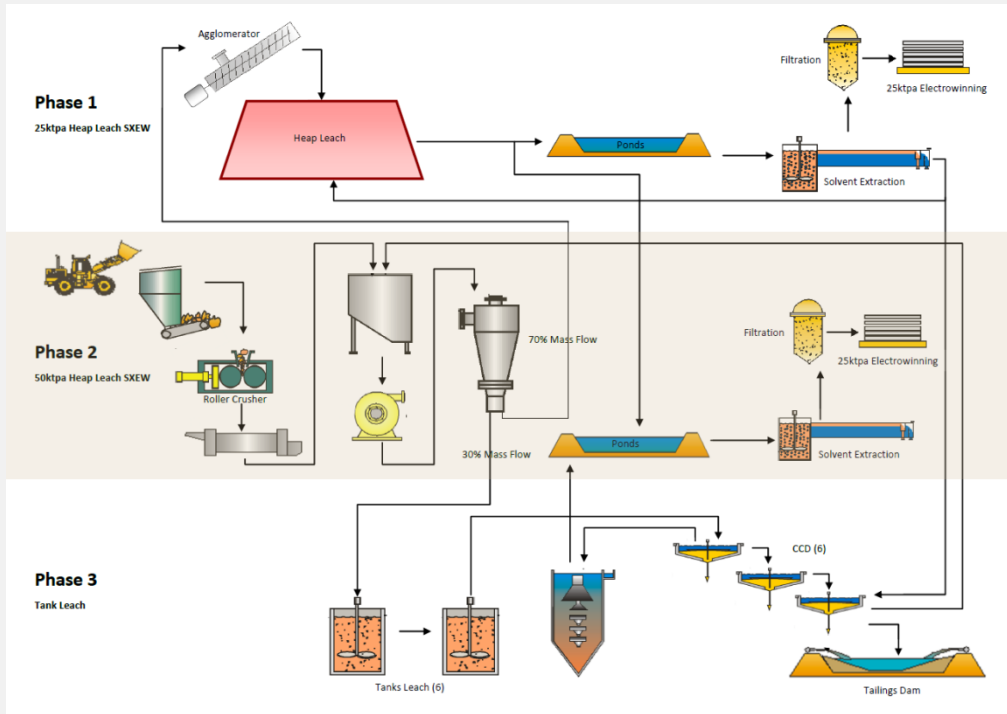 Agglomerator
Phase 1
25ktpa Heap Leach SXEW
Heap Leach
Ponds
Filtration
25ktpa Electrowinning
Solvent Extraction
Phase 2
50ktpa Heap Leach SXEW
Roller Crusher
70% Mass Flow
30% Mass Flow
Ponds
Filtration
25ktpa Electrowinning
Solvent Extraction
Phase 3
Tank Leach
Tanks Leach (6)
CCD (6)
Tailings Dam